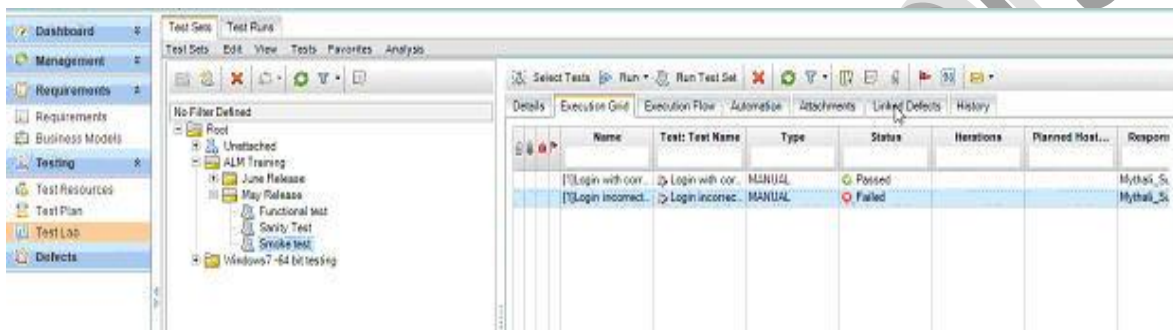 Dashboard
Management
Requirements
Requirements
Business Models
Testing
Test Resources
Test Plan
Test Lab
Defects
Test Sets Test Runs
Test Sets Edit View Tests Favorites Analysis
No Filter Defined
Root
Unattached
ALM Training
June Release
May Release
Functional test
Sanity Test
Smoke test
Windows7 -64 bit testing
Select Tests Run Run Test Set
Details Execution Grid Execution Flow Automation Attachments Linked Defects History
Name Test: Test Name Type Status Iterations Planned Host... Respons
[1]Login with corr... Login with cor... MANUAL Passed
[1]Login incorrect... Login incorrec... MANUAL Failed